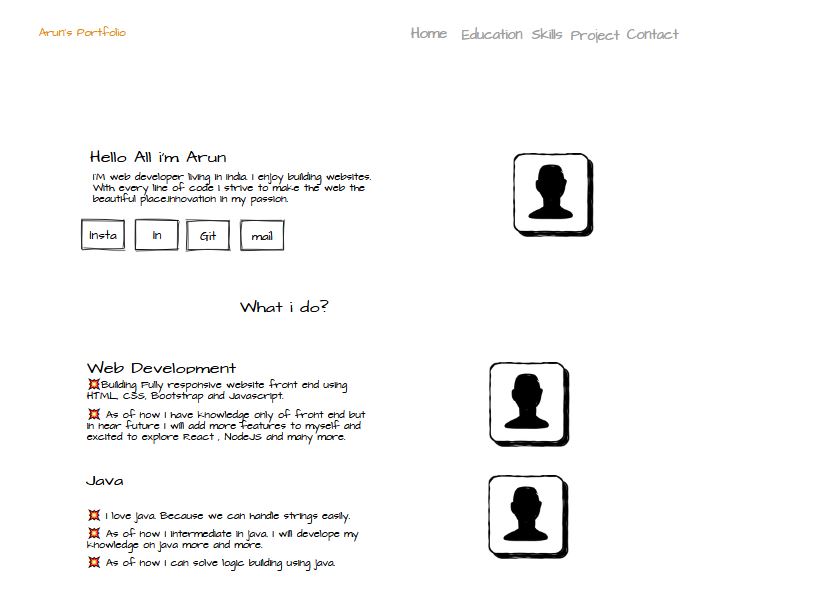 Arun's Portfolio
Home Education Skills Project Contact
Hello All i'm Arun
I'M web developer living in India. I enjoy building websites.
With every line of code I strive to make the web the
beautiful place.Innovation in my passion.
Insta In Git mail
What i do?
Web Development
💥Building Fully responsive website front end using
HTML, CSS, Bootstrap and Javascript.
💥 As of now I have knowledge only of front end but
in near future I will add more features to myself and
excited to explore React , NodeJS and many more.
Java
💥 I love java. Because we can handle strings easily.
💥 As of now I intermediate in java. I will develope my
knowledge on java more and more.
💥 As of now I can solve logic building using java.